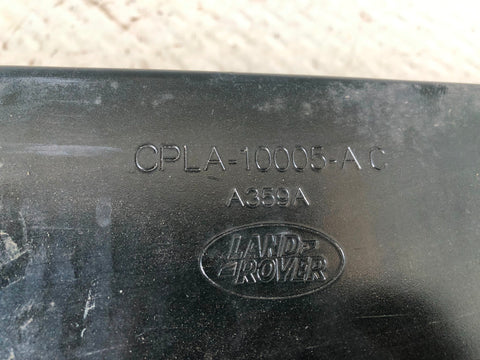 CPLA-10005-AC
A359A
LAND-
ROVER